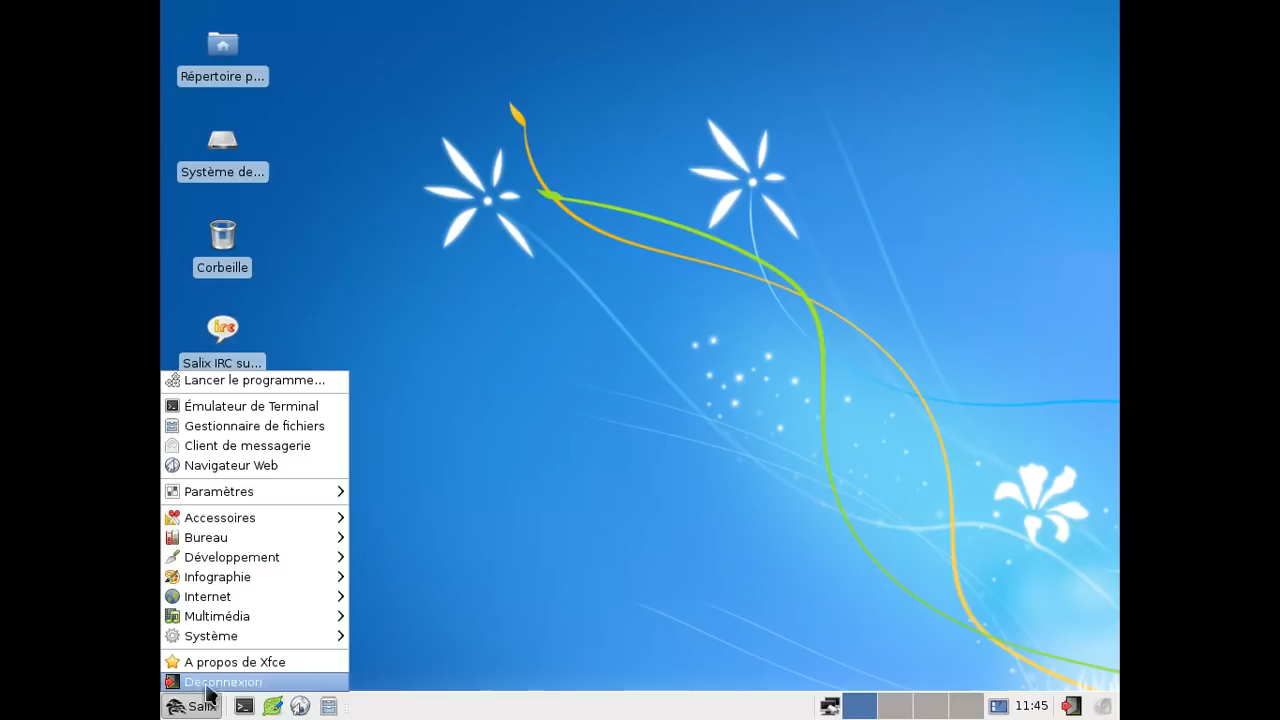 Répertoire p...
Système de...
Corbeille
Salix IRC su...
Lancer le programme...
Émulateur de Terminal
Gestionnaire de fichiers
Client de messagerie
Navigateur Web
Paramètres
Accessoires
Bureau
Développement
Infographie
Internet
Multimédia
Système
A propos de Xfce
Déconnexion
Salix
11:45